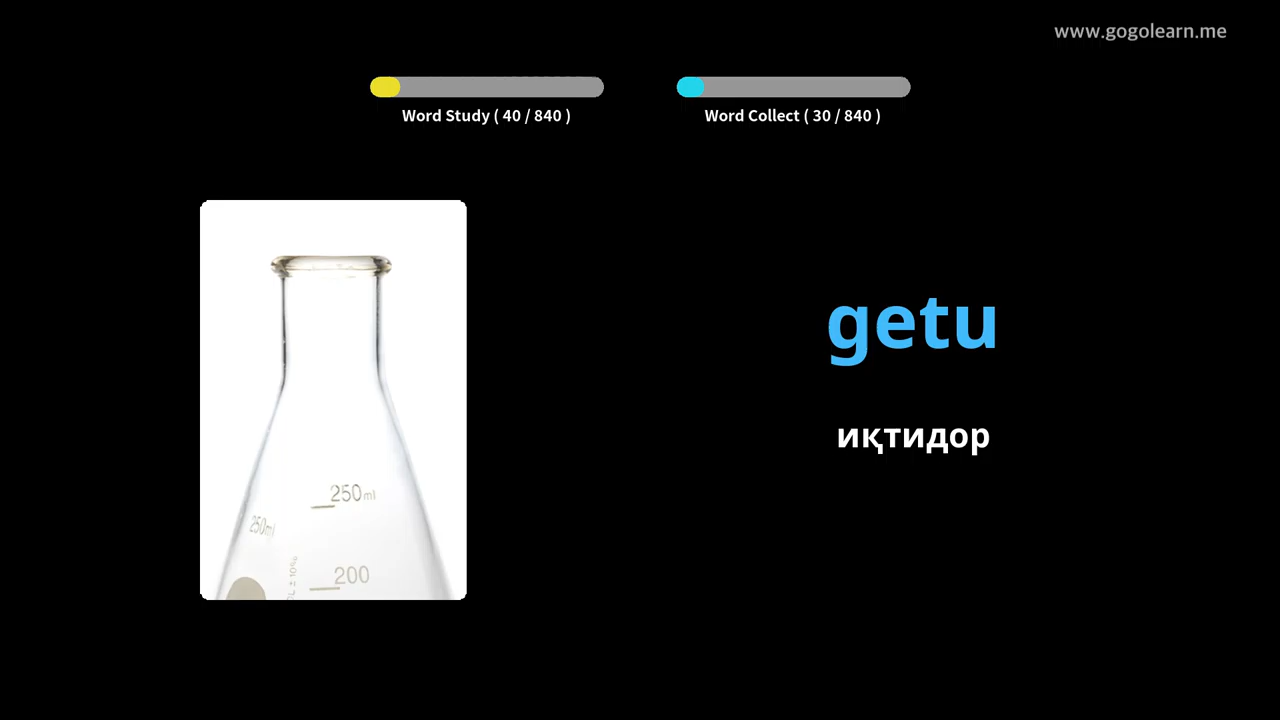 www.gogolearn.me
Word Study ( 40 / 840 )
Word Collect ( 30 / 840 )
getu
иқтидор
250ml
250ml
200